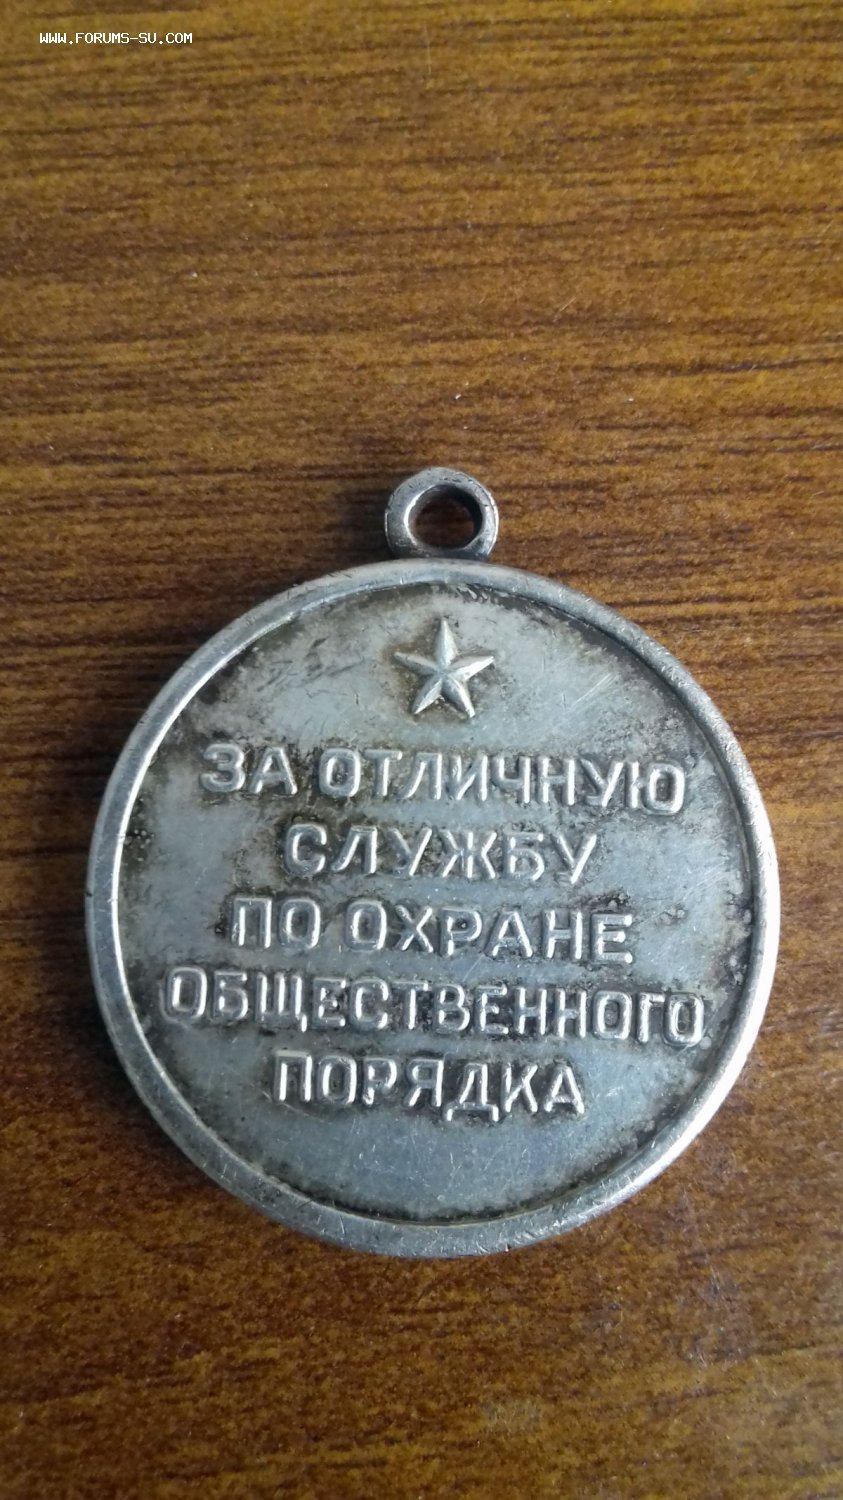 WWW.FORUMS-SU.COM
ЗА ОТЛИЧНУЮ
СЛУЖБУ
ПО ОХРАНЕ
ОБЩЕСТВЕННОГО
ПОРЯДКА